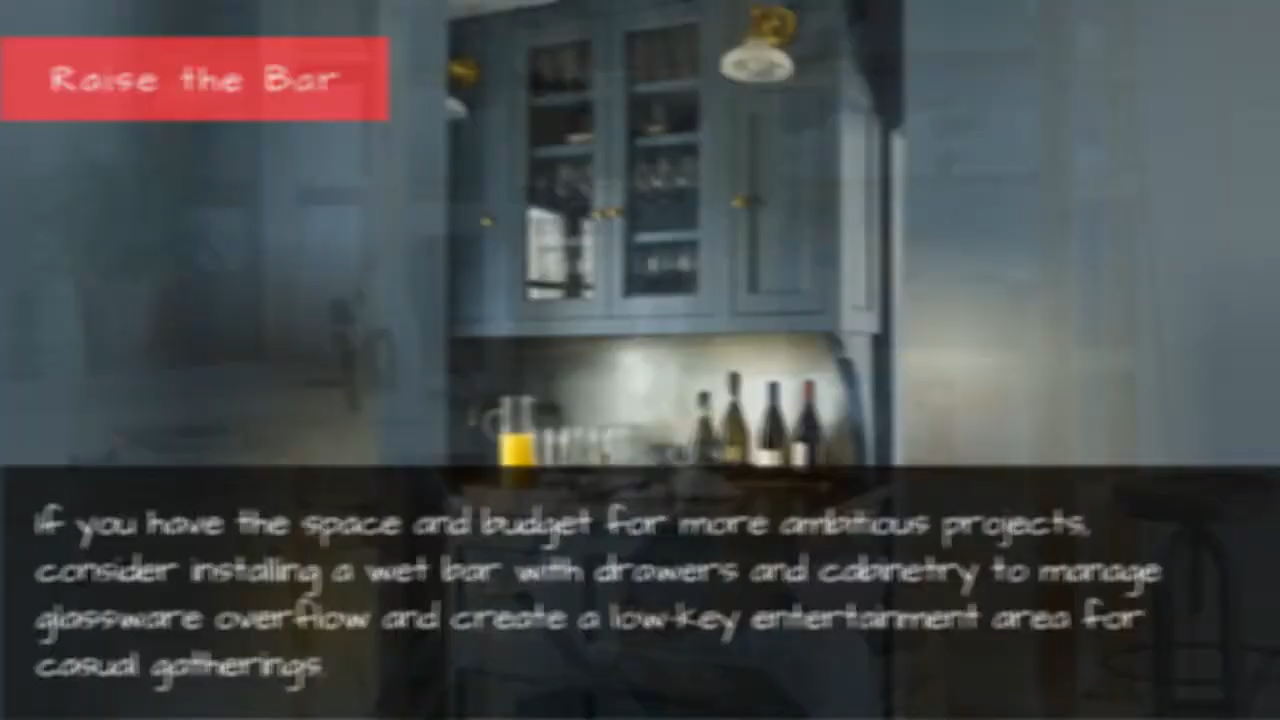 Raise the Bar
If you have the space and budget for more ambitious projects,
consider installing a wet bar with drawers and cabinetry to manage
glassware overflow and create a low-key entertainment area for
casual gatherings.